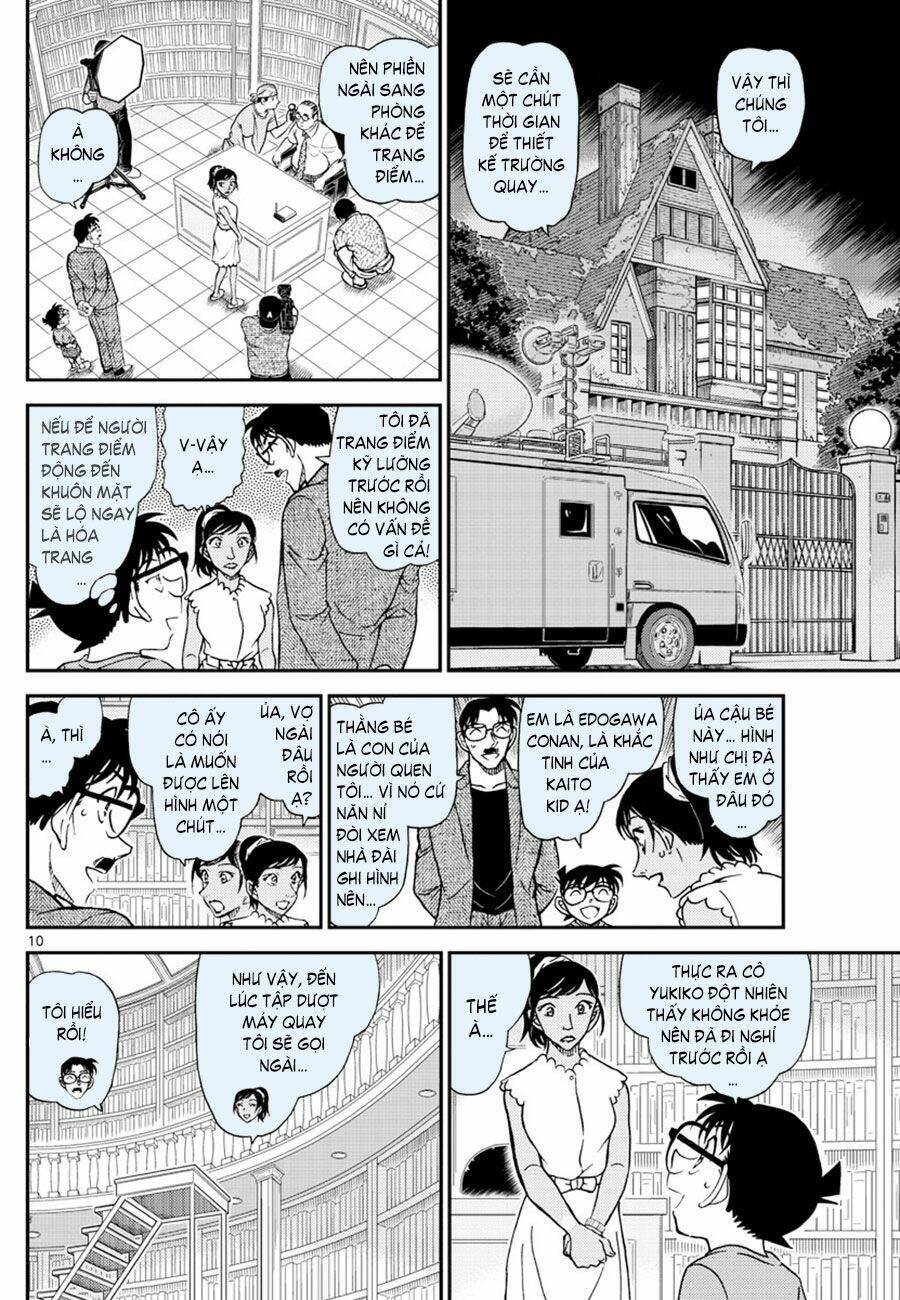 VẬY THÌ
CHÚNG
TÔI...
SẼ CẦN
MỘT CHÚT
THỜI GIAN
ĐỂ THIẾT
KẾ TRƯỜNG
QUAY...
NÊN PHIỀN
NGÀI SANG
PHÒNG
KHÁC ĐỂ
TRANG
ĐIỂM...
À
KHÔNG
...
TÔI ĐÃ
TRANG ĐIỂM
KỸ LƯỠNG
TRƯỚC RỒI
NÊN KHÔNG
CÓ VẤN ĐỀ
GÌ CẢ!
V-VẬY
Ạ...
NẾU ĐỂ NGƯỜI
TRANG ĐIỂM
ĐỘNG ĐẾN
KHUÔN MẶT
SẼ LỘ NGAY
LÀ HÓA
TRANG
...
ỦA CẬU BÉ
NÀY... HÌNH
NHƯ CHỊ ĐÃ
THẤY EM Ở
ĐÂU ĐÓ
...
EM LÀ EDOGAWA
CONAN, LÀ KHẮC
TINH CỦA
KAITO
KID Ạ!
THẰNG BÉ
LÀ CON CỦA
NGƯỜI QUEN
TÔI... VÌ NÓ CỨ
NĂN NỈ
ĐÒI XEM
NHÀ ĐÀI
GHI HÌNH
NÊN...
ỦA, VỢ
NGÀI
ĐÂU
RỒI
Ạ?
CÔ ẤY
CÓ NÓI
LÀ MUỐN
ĐƯỢC LÊN
HÌNH MỘT
CHÚT...
À, THÌ
...
10
THỰC RA CÔ
YUKIKO ĐỘT NHIÊN
THẤY KHÔNG KHỎE
NÊN ĐÃ ĐI NGHỈ
TRƯỚC RỒI Ạ
...
THẾ
À...
NHƯ VẬY, ĐẾN
LÚC TẬP DƯỢT
MÁY QUAY
TÔI SẼ GỌI
NGÀI.
TÔI HIỂU
RỒI!